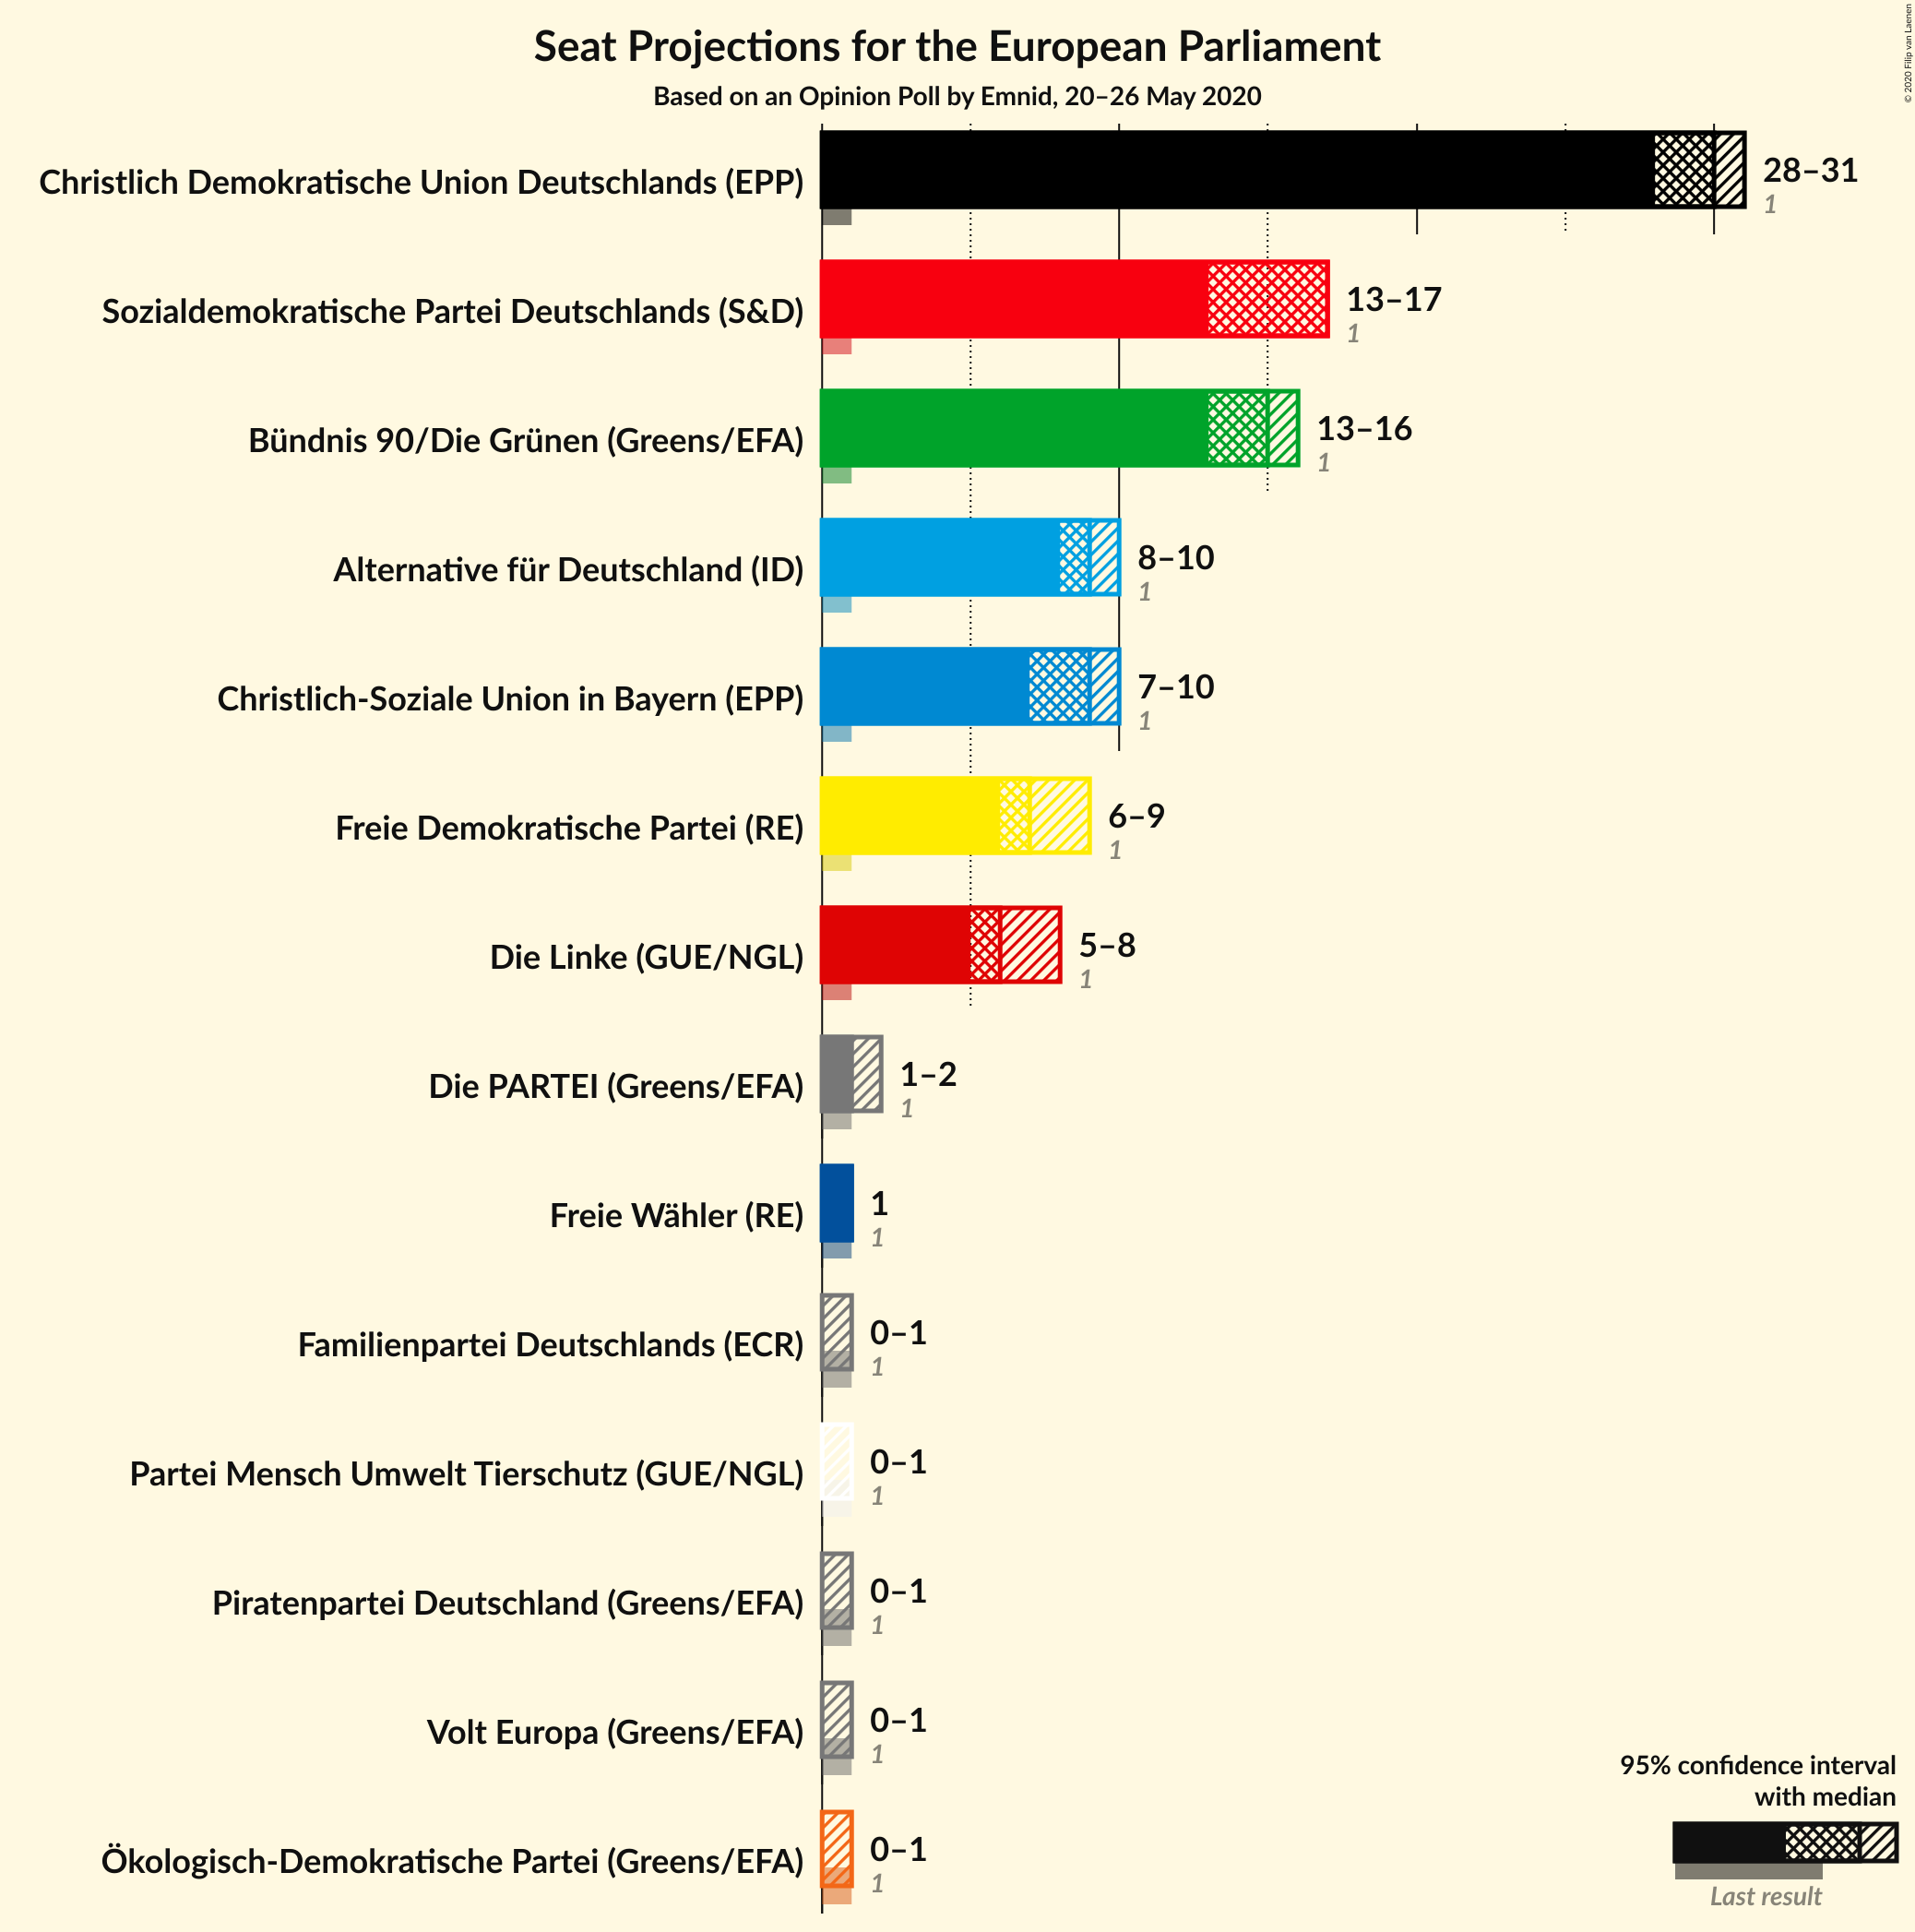 Seat Projections for the European Parliament
Based on an Opinion Poll by Emnid, 20–26 May 2020
© 2020 Filip van Laenen
Christlich Demokratische Union Deutschlands (EPP)
28–31
1
Sozialdemokratische Partei Deutschlands (S&D)
13–17
1
Bündnis 90/Die Grünen (Greens/EFA)
13–16
1
Alternative für Deutschland (ID)
8–10
1
Christlich-Soziale Union in Bayern (EPP)
7–10
1
Freie Demokratische Partei (RE)
6–9
1
Die Linke (GUE/NGL)
5–8
1
Die PARTEI (Greens/EFA)
1–2
1
Freie Wähler (RE)
1
1
Familienpartei Deutschlands (ECR)
0–1
1
Partei Mensch Umwelt Tierschutz (GUE/NGL)
0–1
1
Piratenpartei Deutschland (Greens/EFA)
0–1
1
Volt Europa (Greens/EFA)
0–1
1
Ökologisch-Demokratische Partei (Greens/EFA)
0–1
1
95% confidence interval
with median
Last result